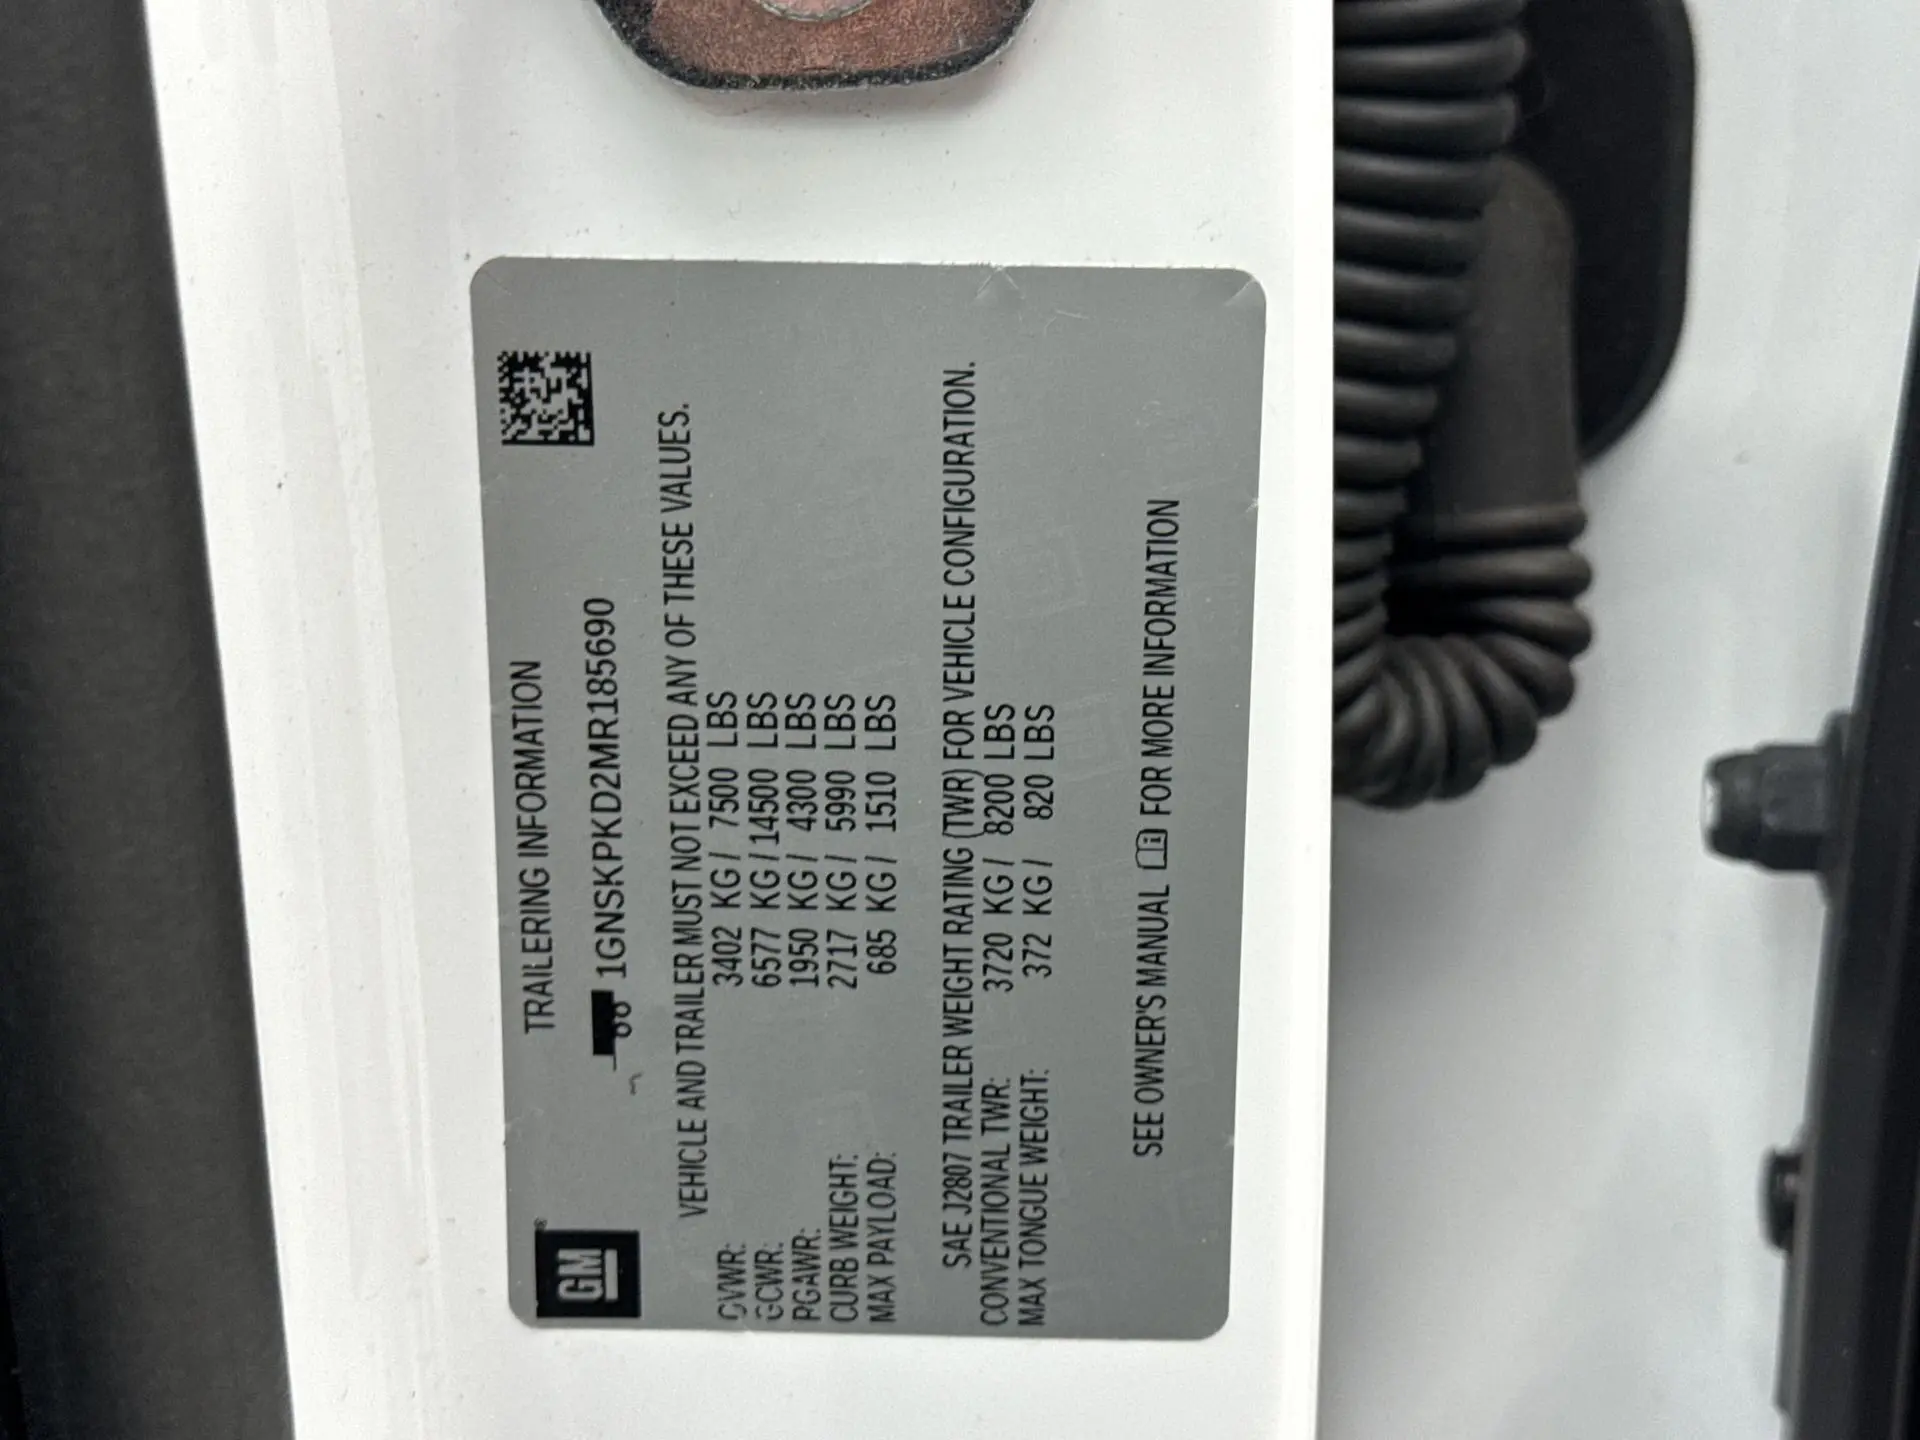 GM®
TRAILERING INFORMATION
1GNSKPKD2MR185690
VEHICLE AND TRAILER MUST NOT EXCEED ANY OF THESE VALUES.
GVWR: 3402 KG / 7500 LBS
GCWR: 6577 KG / 14500 LBS
RGAWR: 1950 KG / 4300 LBS
CURB WEIGHT: 2717 KG / 5990 LBS
MAX PAYLOAD: 685 KG / 1510 LBS
SAE J2807 TRAILER WEIGHT RATING (TWR) FOR VEHICLE CONFIGURATION.
CONVENTIONAL TWR: 3720 KG / 8200 LBS
MAX TONGUE WEIGHT: 372 KG / 820 LBS
SEE OWNER'S MANUAL FOR MORE INFORMATION